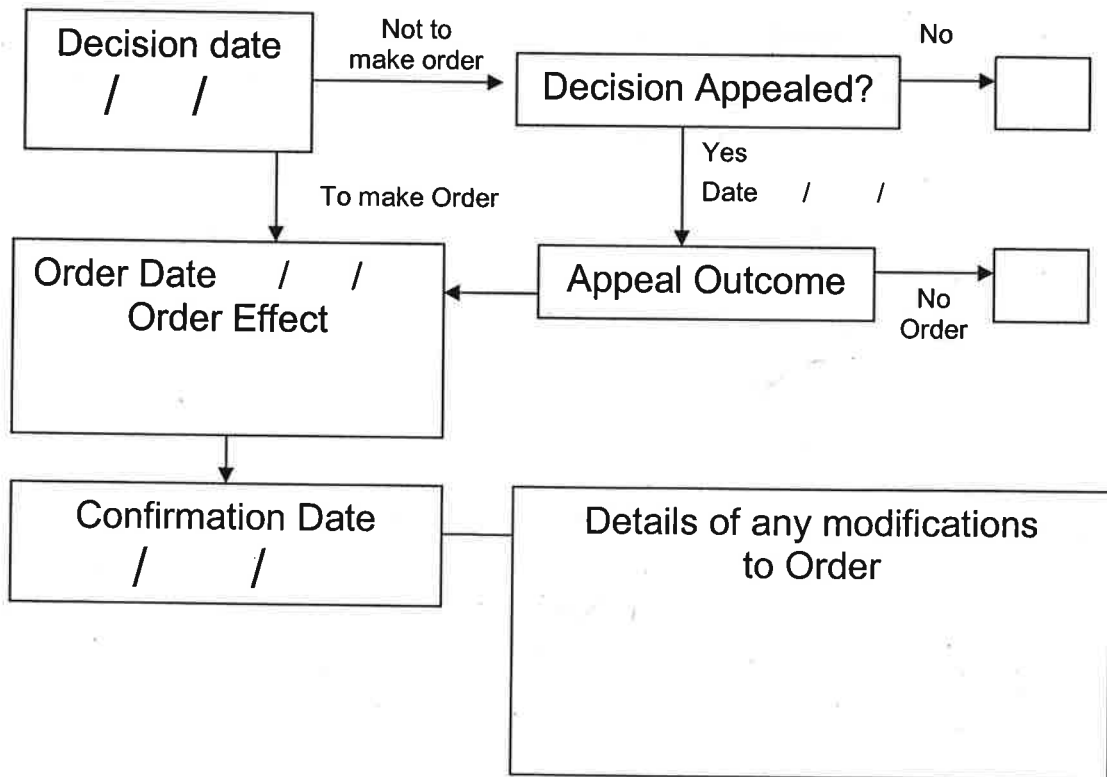 Decision date
/ /
Not to
make order
Decision Appealed?
No
Yes
Date / /
To make Order
Order Date / /
Order Effect
Appeal Outcome
No
Order
Confirmation Date
/ /
Details of any modifications
to Order